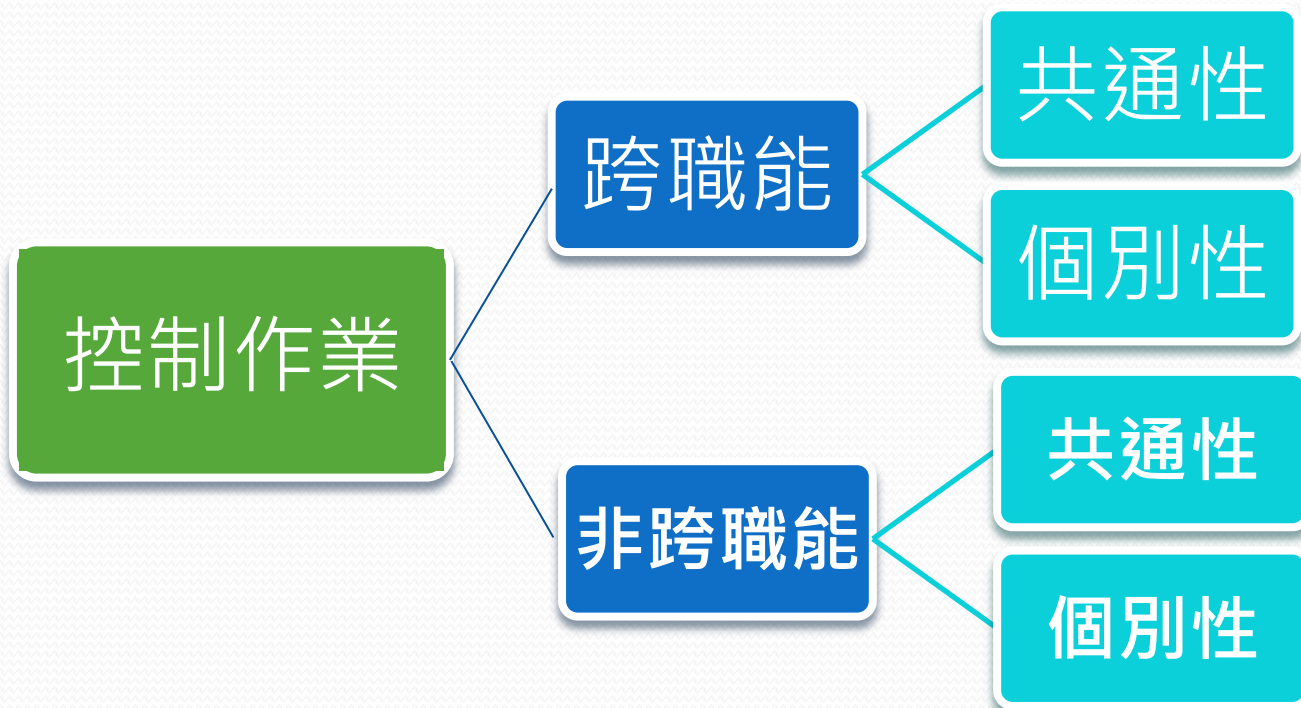 控制作業
跨職能
共通性
個別性
非跨職能
共通性
個別性